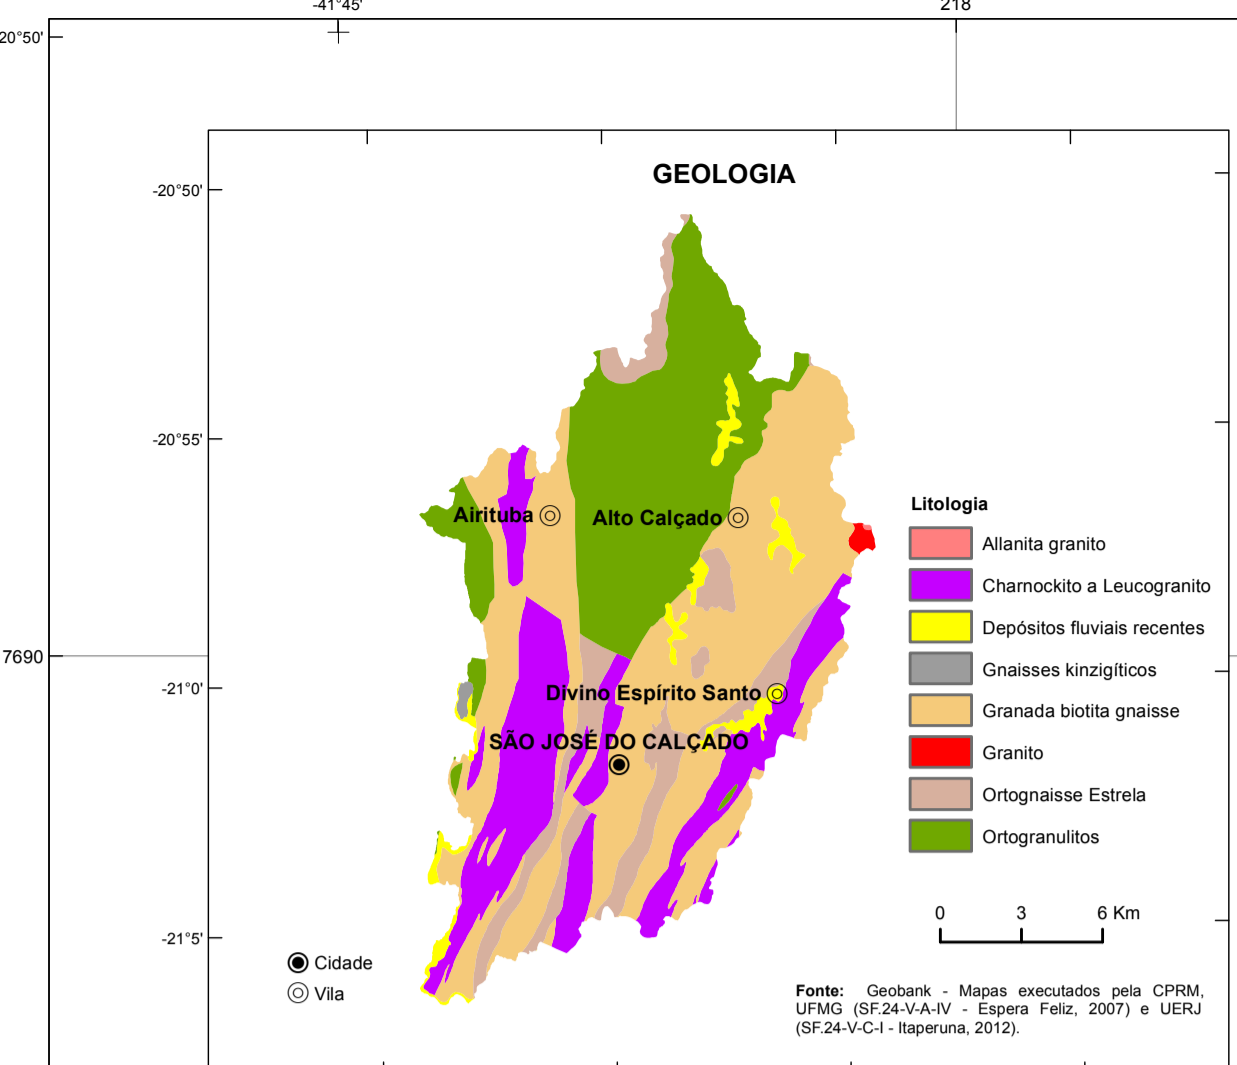 -41°45'
218
20°50'
GEOLOGIA
-20°50'
-20°55'
Litologia
Airituba
Alto Calçado
Allanita granito
Charnockito a Leucogranito
Depósitos fluviais recentes
7690
Gnaisses kinzigíticos
-21°0'
Divino Espírito Santo
Granada biotita gnaisse
SÃO JOSÉ DO CALÇADO
Granito
Ortognaisse Estrela
Ortogranulitos
0 3 6 Km
-21°5'
Cidade
Vila
Fonte: Geobank - Mapas executados pela CPRM,
UFMG (SF.24-V-A-IV - Espera Feliz, 2007) e UERJ
(SF.24-V-C-I - Itaperuna, 2012).